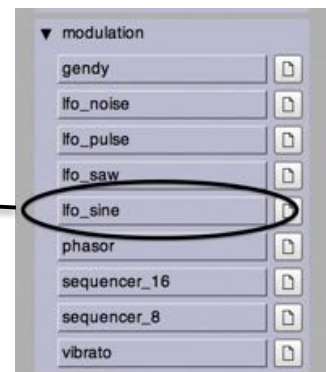 modulation
gendy
lfo_noise
lfo_pulse
lfo_saw
lfo_sine
phasor
sequencer_16
sequencer_8
vibrato